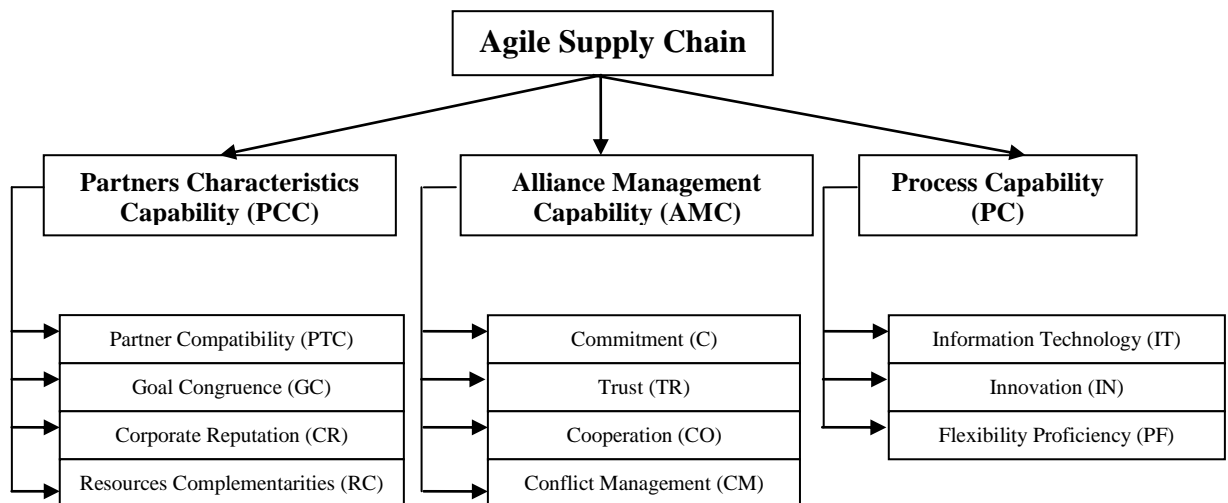 Agile Supply Chain
Partners Characteristics
Capability (PCC)
Alliance Management
Capability (AMC)
Process Capability
(PC)
Partner Compatibility (PTC)
Goal Congruence (GC)
Corporate Reputation (CR)
Resources Complementarities (RC)
Commitment (C)
Trust (TR)
Cooperation (CO)
Conflict Management (CM)
Information Technology (IT)
Innovation (IN)
Flexibility Proficiency (PF)